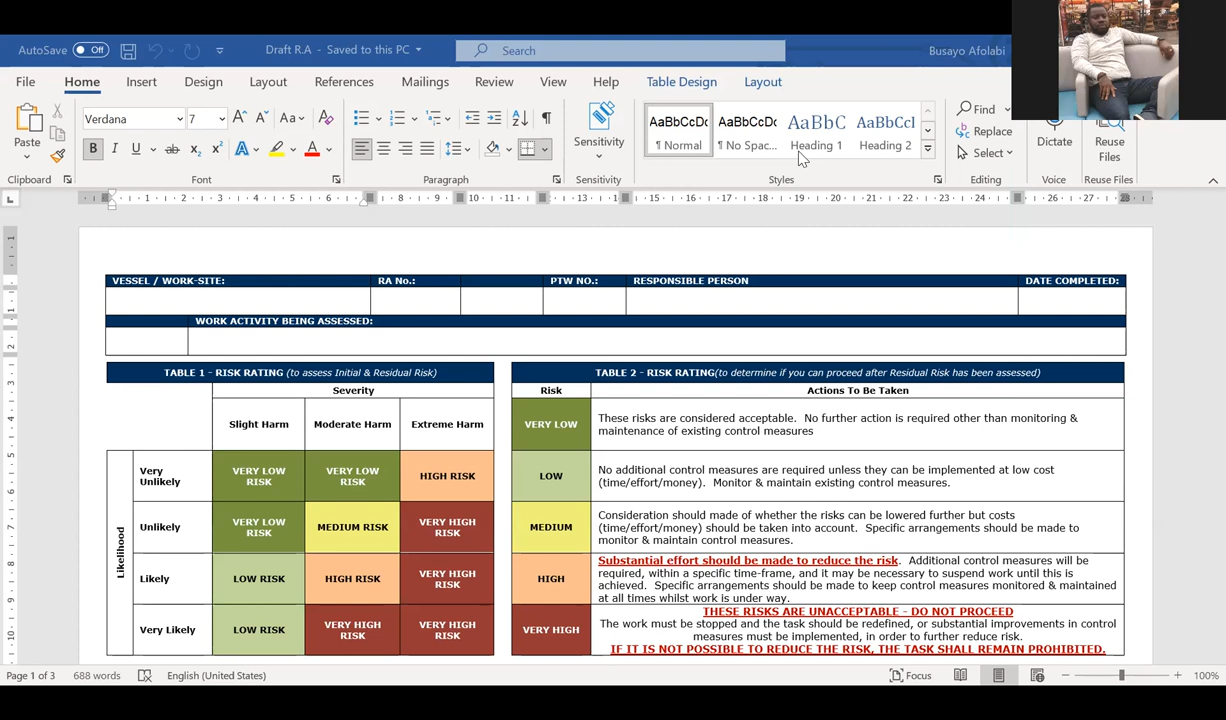 AutoSave Off Draft R.A - Saved to this PC Search Busayo Afolabi
File Home Insert Design Layout References Mailings Review View Help Table Design Layout
Verdana 7
Paste
Sensitivity
AaBbCcDc AaBbCcDc AaBbC AaBbCcI
¶ Normal ¶ No Spac... Heading 1 Heading 2
Find
Replace
Select
Dictate
Reuse
Files
Clipboard Font Paragraph Sensitivity Styles Editing Voice Reuse Files
VESSEL / WORK-SITE: RA No.: PTW NO.: RESPONSIBLE PERSON DATE COMPLETED:
WORK ACTIVITY BEING ASSESSED:
TABLE 1 - RISK RATING (to assess Initial & Residual Risk)
Severity
Slight Harm Moderate Harm Extreme Harm
Likelihood
Very Unlikely VERY LOW RISK VERY LOW RISK HIGH RISK
Unlikely VERY LOW RISK MEDIUM RISK VERY HIGH RISK
Likely LOW RISK HIGH RISK VERY HIGH RISK
Very Likely LOW RISK VERY HIGH RISK VERY HIGH RISK
TABLE 2 - RISK RATING(to determine if you can proceed after Residual Risk has been assessed)
Risk Actions To Be Taken
VERY LOW
These risks are considered acceptable. No further action is required other than monitoring &
maintenance of existing control measures
LOW
No additional control measures are required unless they can be implemented at low cost
(time/effort/money). Monitor & maintain existing control measures.
MEDIUM
Consideration should made of whether the risks can be lowered further but costs
(time/effort/money) should be taken into account. Specific arrangements should be made to
monitor & maintain control measures.
HIGH
Substantial effort should be made to reduce the risk. Additional control measures will be
required, within a specific time-frame, and it may be necessary to suspend work until this is
achieved. Specific arrangements should be made to keep control measures monitored & maintained
at all times whilst work is under way.
VERY HIGH
THESE RISKS ARE UNACCEPTABLE - DO NOT PROCEED
The work must be stopped and the task should be redefined, or substantial improvements in control
measures must be implemented, in order to further reduce risk.
IF IT IS NOT POSSIBLE TO REDUCE THE RISK, THE TASK SHALL REMAIN PROHIBITED.
Page 1 of 3 688 words English (United States) Focus 100%